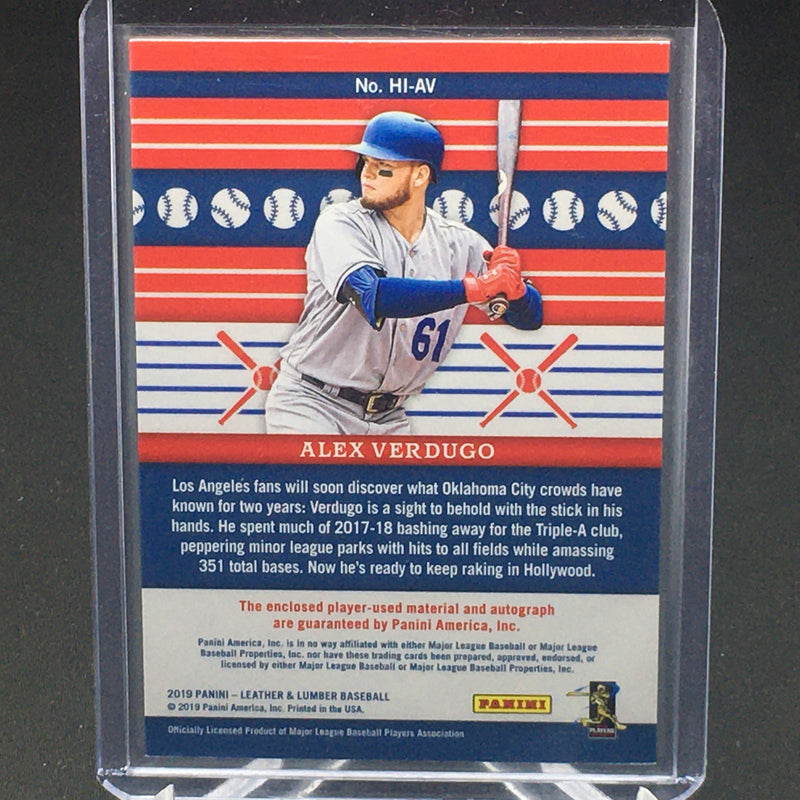 No. HI-AV
61
ALEX VERDUGO
Los Angeles fans will soon discover what Oklahoma City crowds have
known for two years: Verdugo is a sight to behold with the stick in his
hands. He spent much of 2017-18 bashing away for the Triple-A club,
peppering minor league parks with hits to all fields while amassing
351 total bases. Now he's ready to keep raking in Hollywood.
The enclosed player-used material and autograph
are guaranteed by Panini America, Inc.
Panini America, Inc. is in no way affiliated with either Major League Baseball or Major League
Baseball Properties, Inc. nor have these trading cards been prepared, approved, endorsed, or
licensed by either Major League Baseball or Major League Baseball Properties, Inc.
2019 PANINI – LEATHER & LUMBER BASEBALL
© 2019 Panini America, Inc. Printed in the USA.
PANINI
PLAYERS
Officially Licensed Product of Major League Baseball Players Association